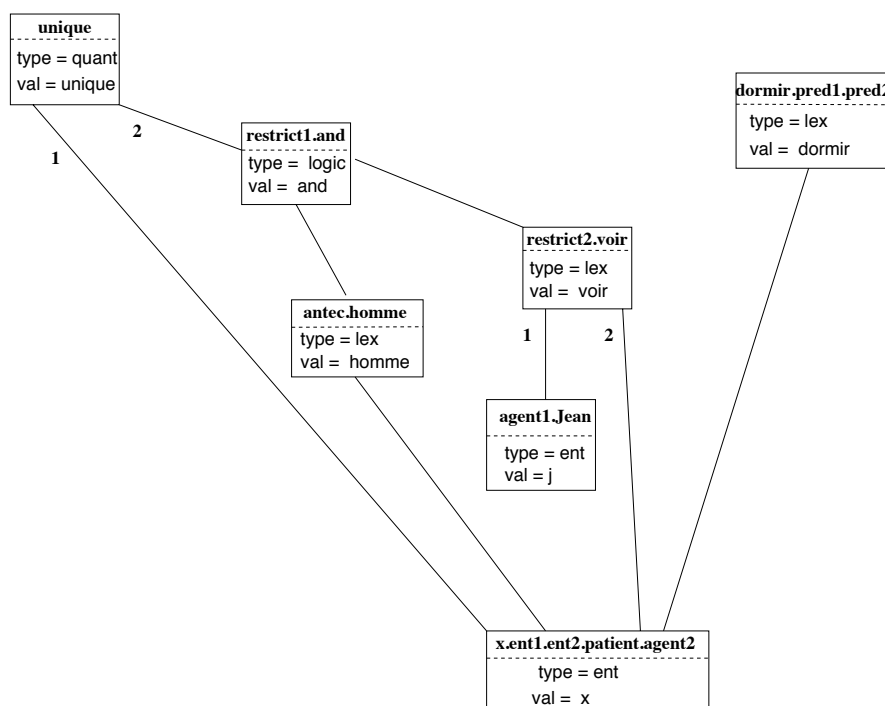 unique
type = quant
val = unique
dormir.pred1.pred2
type = lex
val = dormir
2
1
restrict1.and
type = logic
val = and
restrict2.voir
type = lex
val = voir
antec.homme
type = lex
val = homme
1
2
agent1.Jean
type = ent
val = j
x.ent1.ent2.patient.agent2
type = ent
val = x